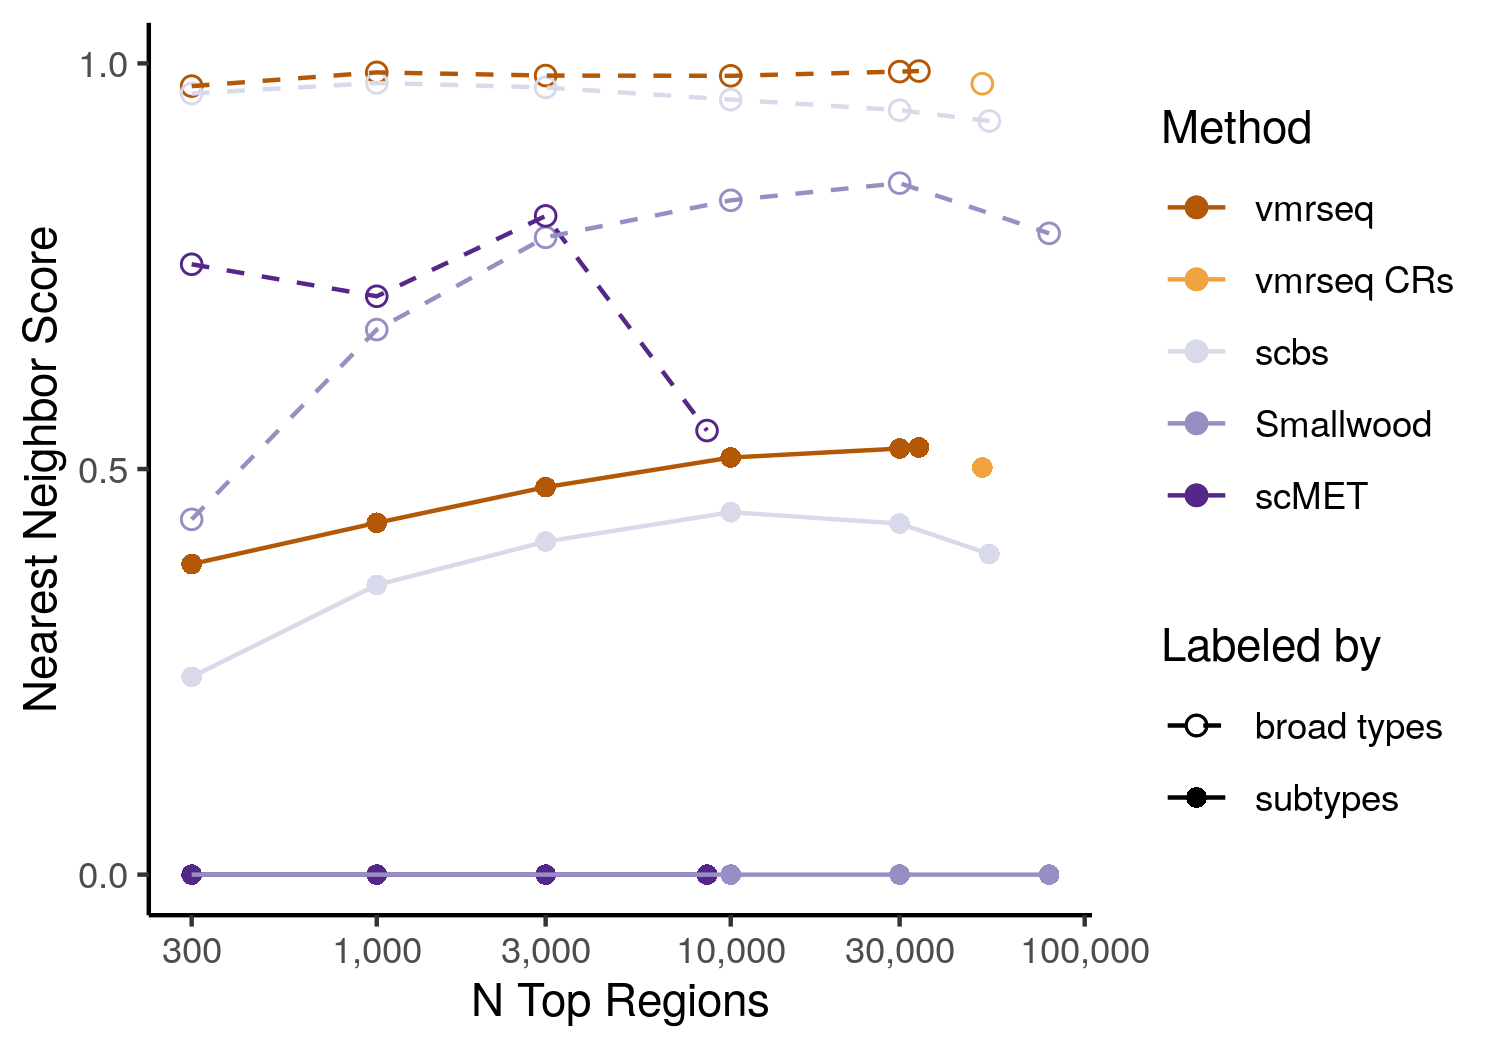 1.0
0.5
0.0
Nearest Neighbor Score
300
1,000
3,000
10,000
30,000
100,000
N Top Regions
Method
vmrseq
vmrseq CRs
scbs
Smallwood
scMET
Labeled by
broad types
subtypes